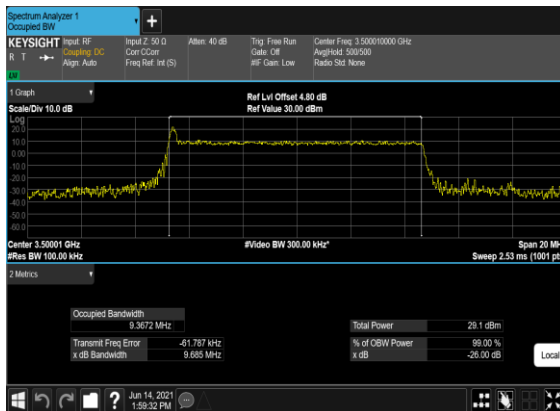 Spectrum Analyzer 1
Occupied BW
KEYSIGHT
R T
Input: RF
Coupling: DC
Align: Auto
Input Z: 50 Ω
Corr CCorr
Freq Ref: Int (S)
Atten: 40 dB
Trig: Free Run
Gate: Off
#IF Gain: Low
Center Freq: 3.500010000 GHz
Avg|Hold: 500/500
Radio Std: None
1 Graph
Scale/Div 10.0 dB
Ref Lvl Offset 4.80 dB
Ref Value 30.00 dBm
Log
20.0
10.0
0.00
-10.0
-20.0
-30.0
-40.0
-50.0
-60.0
Center 3.50001 GHz
#Video BW 300.00 kHz*
Span 20 MH
#Res BW 100.00 kHz
Sweep 2.53 ms (1001 pts
2 Metrics
Occupied Bandwidth
9.3672 MHz
Total Power
29.1 dBm
Transmit Freq Error
-61.787 kHz
% of OBW Power
99.00 %
x dB Bandwidth
9.685 MHz
x dB
-26.00 dB
Local
Jun 14, 2021
1:59:32 PM